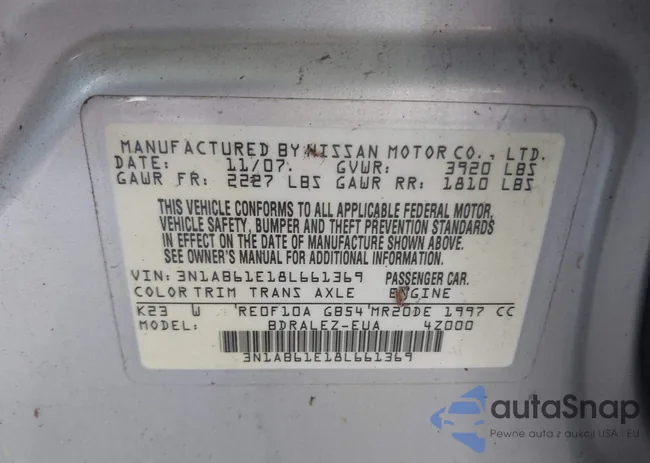 MANUFACTURED BY NISSAN MOTOR CO., LTD.
DATE: 11/07 GVWR: 3920 LBS
GAWR FR: 2227 LBS GAWR RR: 1810 LBS
THIS VEHICLE CONFORMS TO ALL APPLICABLE FEDERAL MOTOR
VEHICLE SAFETY, BUMPER AND THEFT PREVENTION STANDARDS
IN EFFECT ON THE DATE OF MANUFACTURE SHOWN ABOVE.
SEE OWNER'S MANUAL FOR ADDITIONAL INFORMATION
VIN: 3N1AB61E18L661369 PASSENGER CAR.
COLOR TRIM TRANS AXLE ENGINE
K23 W RE0F10A GB54 MR20DE 1997 CC
MODEL: BDRALEZ-EUA 4Z000
3N1AB61E18L661369
autaSnap
Pewne auta z aukcji USA - EU